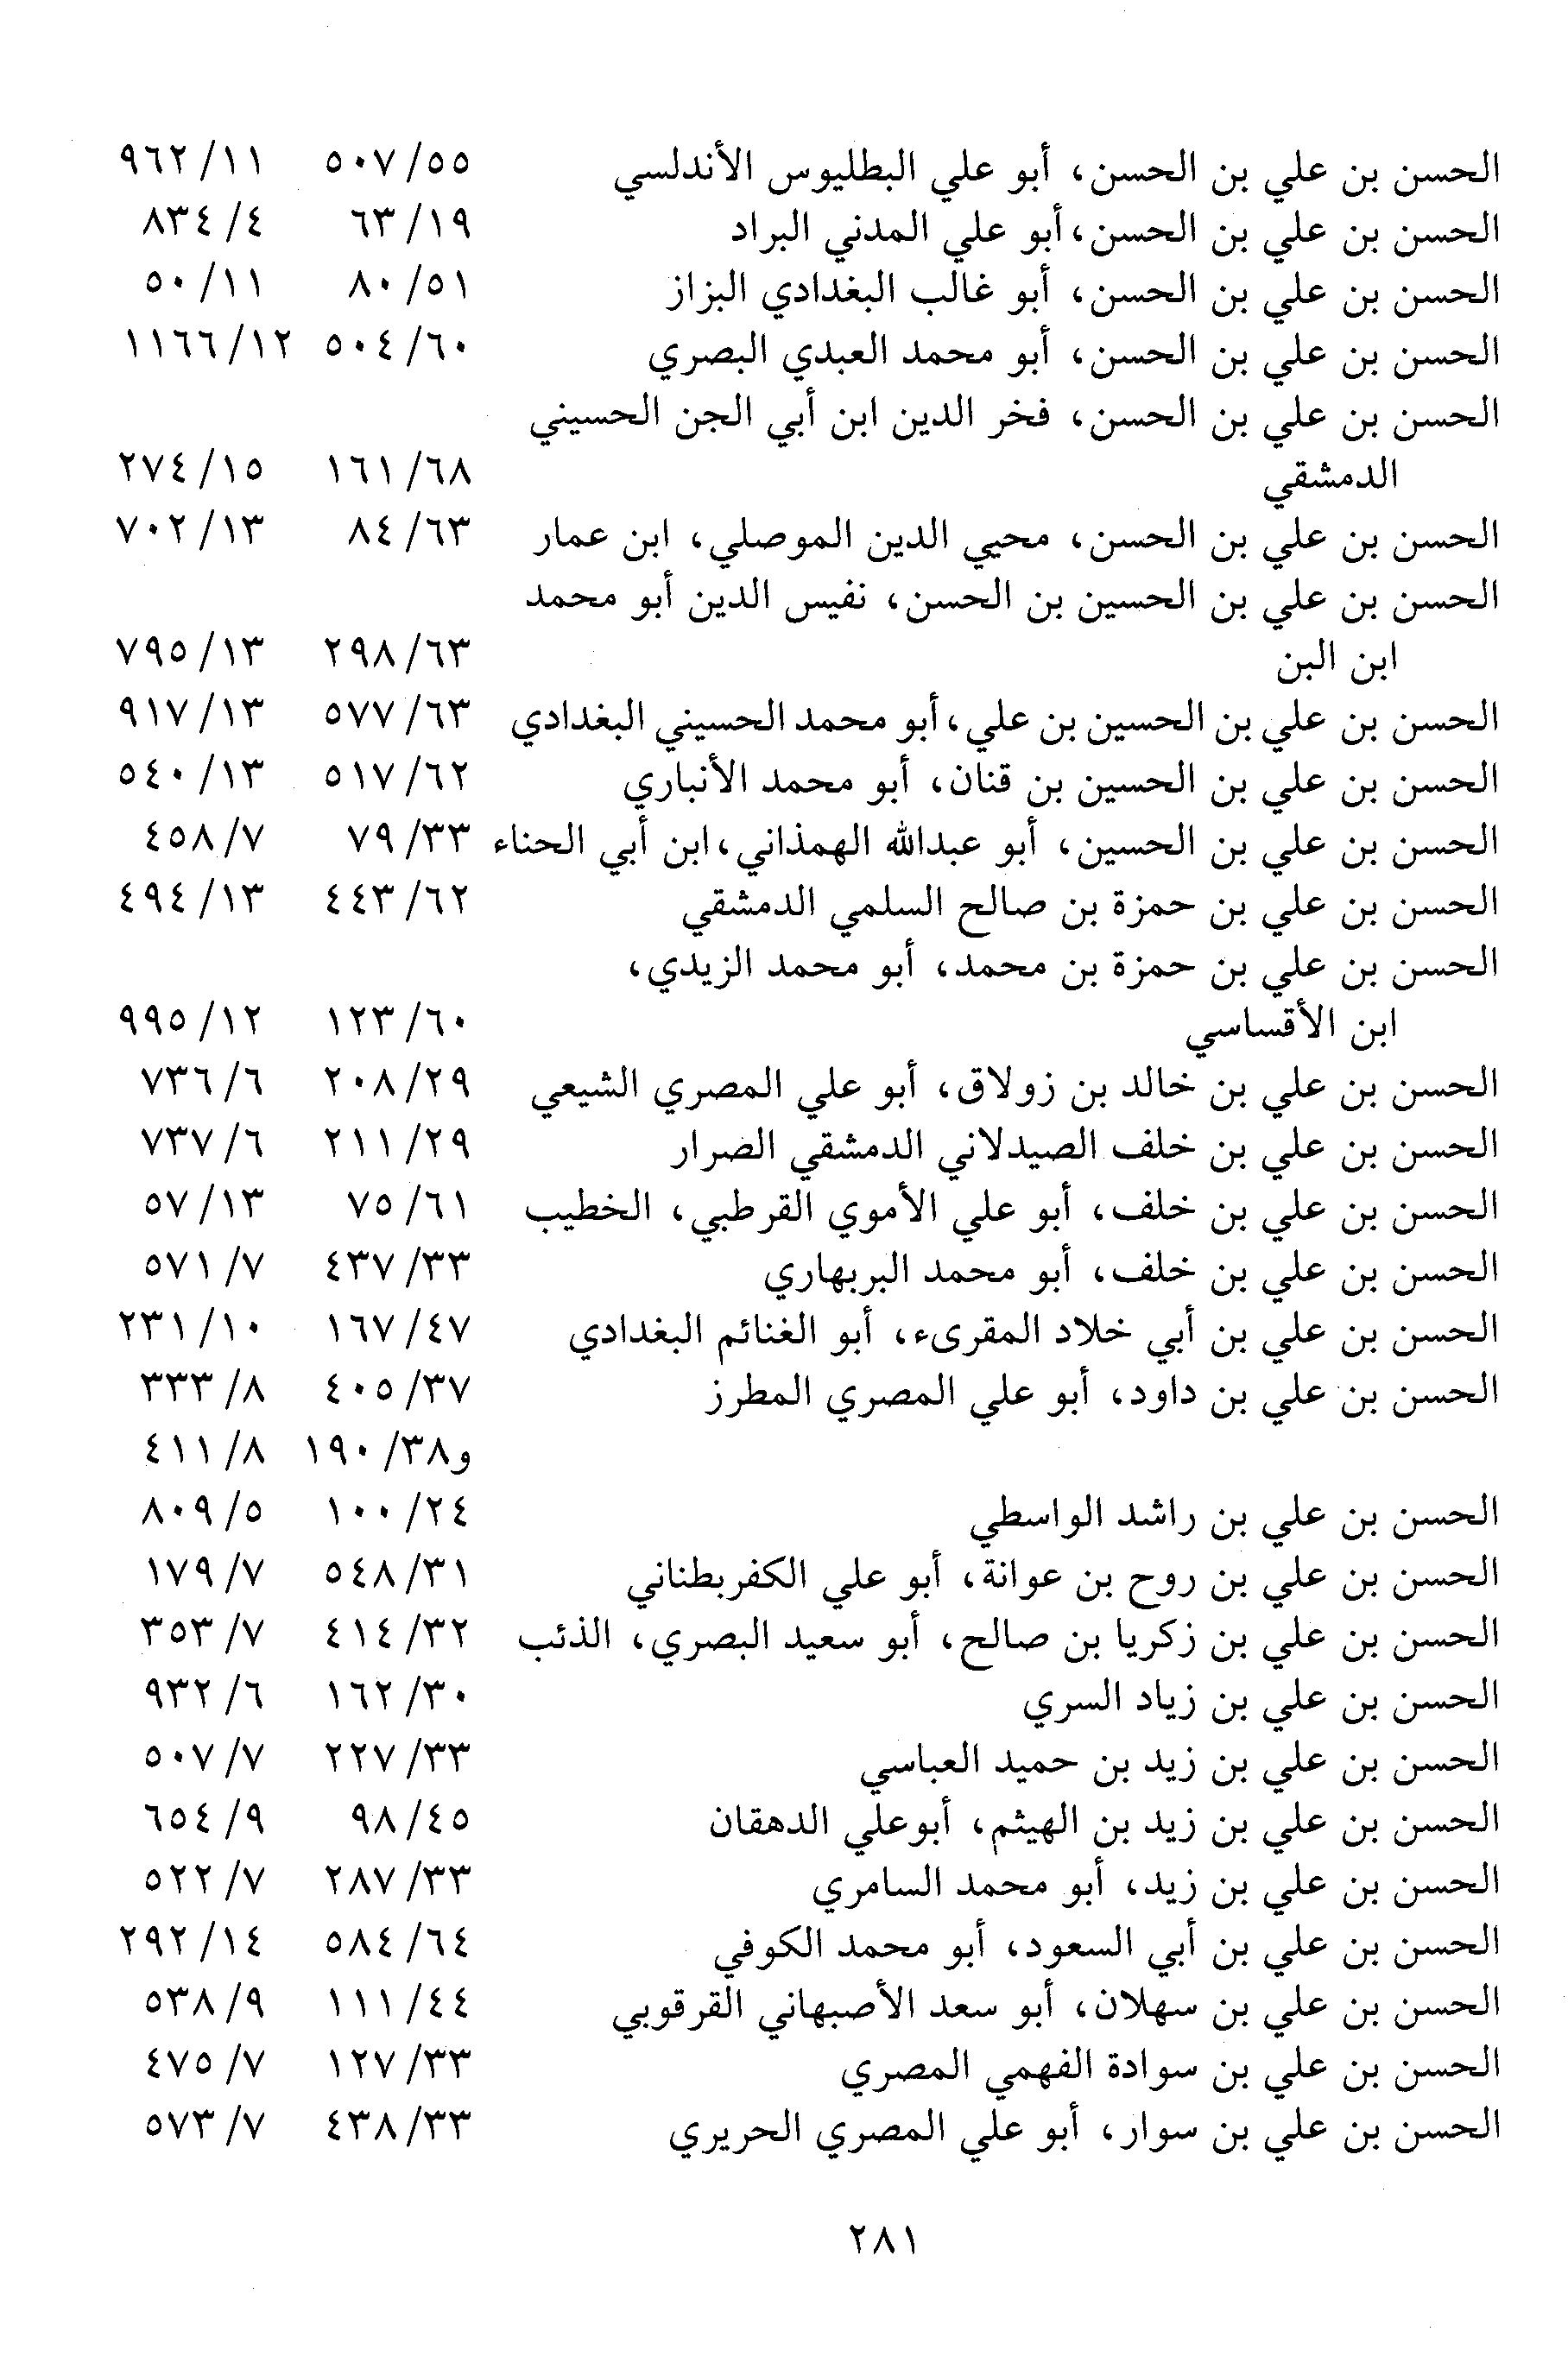 الحسن بن علي بن الحسن، أبو علي البطليوس الأندلسي ٥٠٧/٥٥ ٩٦٢/١١
الحسن بن علي بن الحسن، أبو علي المدني البراد ٦٣/١٩ ٨٣٤/٤
الحسن بن علي بن الحسن، أبو غالب البغدادي البزاز ٨٠/٥١ ٥٠/١١
الحسن بن علي بن الحسن، أبو محمد العبدي البصري ٥٠٤/٦٠ ١١٦٦/١٢
الحسن بن علي بن الحسن، فخر الدين ابن أبي الجن الحسيني
الدمشقي ١٦١/٦٨ ٢٧٤/١٥
الحسن بن علي بن الحسن، محيي الدين الموصلي، ابن عمار ٨٤/٦٣ ٧٠٢/١٣
الحسن بن علي بن الحسين بن الحسن، نفيس الدين أبو محمد
ابن البن ٢٩٨/٦٣ ٧٩٥/١٣
الحسن بن علي بن الحسين بن علي، أبو محمد الحسيني البغدادي ٥٧٧/٦٣ ٩١٧/١٣
الحسن بن علي بن الحسين بن قنان، أبو محمد الأنباري ٥١٧/٦٢ ٥٤٠/١٣
الحسن بن علي بن الحسين، أبو عبدالله الهمذاني، ابن أبي الحناء ٧٩/٣٣ ٤٥٨/٧
الحسن بن علي بن حمزة بن صالح السلمي الدمشقي ٤٤٣/٦٢ ٤٩٤/١٣
الحسن بن علي بن حمزة بن محمد، أبو محمد الزيدي،
ابن الأقساسي ١٢٣/٦٠ ٩٩٥/١٢
الحسن بن علي بن خالد بن زولاق، أبو علي المصري الشيعي ٢٠٨/٢٩ ٧٣٦/٦
الحسن بن علي بن خلف الصيدلاني الدمشقي الضرار ٢١١/٢٩ ٧٣٧/٦
الحسن بن علي بن خلف، أبو علي الأموي القرطبي، الخطيب ٧٥/٦١ ٥٧/١٣
الحسن بن علي بن خلف، أبو محمد البربهاري ٤٣٧/٣٣ ٥٧١/٧
الحسن بن علي بن أبي خلاد المقرىء، أبو الغنائم البغدادي ١٦٧/٤٧ ٢٣١/١٠
الحسن بن علي بن داود، أبو علي المصري المطرز ٤٠٥/٣٧ ٣٣٣/٨
و٣٨/١٩٠ ٤١١/٨
الحسن بن علي بن راشد الواسطي ١٠٠/٢٤ ٨٠٩/٥
الحسن بن علي بن روح بن عوانة، أبو علي الكفربطناني ٥٤٨/٣١ ١٧٩/٧
الحسن بن علي بن زكريا بن صالح، أبو سعيد البصري، الذئب ٤١٤/٣٢ ٣٥٣/٧
الحسن بن علي بن زياد السري ١٦٢/٣٠ ٩٣٢/٦
الحسن بن علي بن زيد بن حميد العباسي ٢٢٧/٣٣ ٥٠٧/٧
الحسن بن علي بن زيد بن الهيثم، أبوعلي الدهقان ٩٨/٤٥ ٦٥٤/٩
الحسن بن علي بن زيد، أبو محمد السامري ٢٨٧/٣٣ ٥٢٢/٧
الحسن بن علي بن أبي السعود، أبو محمد الكوفي ٥٨٤/٦٤ ٢٩٢/١٤
الحسن بن علي بن سهلان، أبو سعد الأصبهاني القرقوبي ١١١/٤٤ ٥٣٨/٩
الحسن بن علي بن سوادة الفهمي المصري ١٢٧/٣٣ ٤٧٥/٧
الحسن بن علي بن سوار، أبو علي المصري الحريري ٤٣٨/٣٣ ٥٧٣/٧
٢٨١